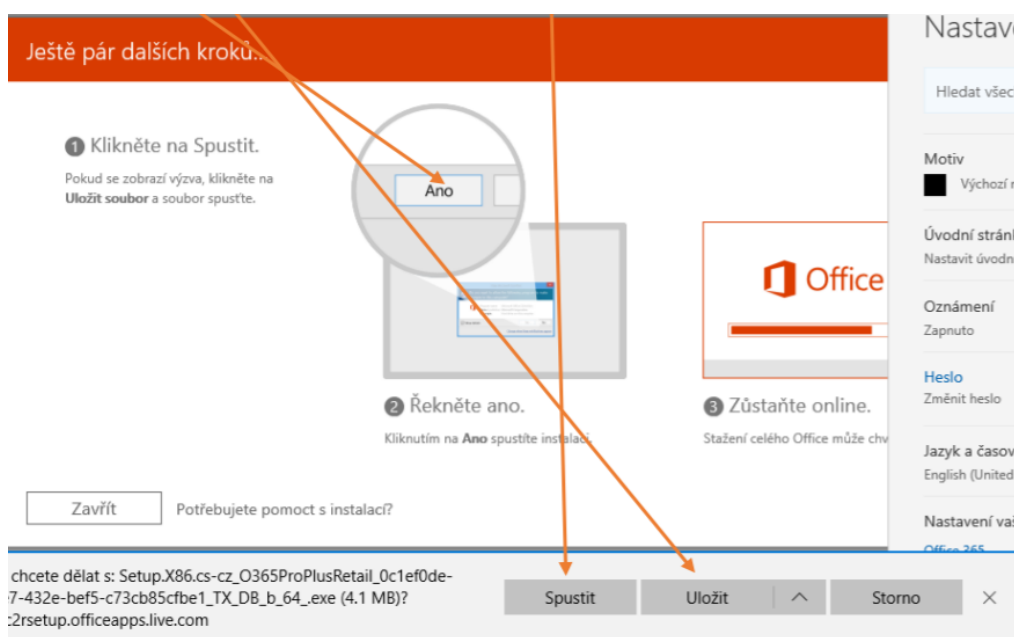 Ještě pár dalších kroků...
1 Klikněte na Spustit.
Pokud se zobrazí výzva, klikněte na
Uložit soubor a soubor spusťte.
Ano
Office
2 Řekněte ano.
Kliknutím na Ano spustíte instalaci.
3 Zůstaňte online.
Stažení celého Office může chv
Zavřít
Potřebujete pomoct s instalací?
Nastave
Hledat všec
Motiv
Výchozí
Úvodní strán
Nastavit úvodn
Oznámení
Zapnuto
Heslo
Změnit heslo
Jazyk a časov
English (United
Nastavení vaš
Office 365
chcete dělat s: Setup.X86.cs-cz_O365ProPlusRetail_0c1ef0de-
7-432e-bef5-c73cb85cfbe1_TX_DB_b_64_.exe (4.1 MB)?
c2rsetup.officeapps.live.com
Spustit
Uložit
Storno